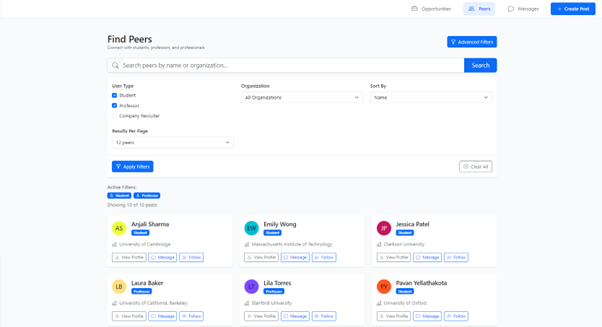 Opportunities Peers Messages + Create Post
Find Peers
Connect with students, professors, and professionals
Advanced Filters
Search peers by name or organization...
Search
User Type Organization Sort By
Student All Organizations Name
Professor
Company Recruiter
Results Per Page
12 peers
Apply Filters Clear All
Active Filters:
Student Professor
Showing 10 of 10 peers
AS Anjali Sharma
Student
University of Cambridge
View Profile Message Follow
EW Emily Wong
Student
Massachusetts Institute of Technology
View Profile Message Follow
JP Jessica Patel
Student
Clarkson University
View Profile Message Follow
LB Laura Baker
Professor
University of California, Berkeley
View Profile Message Follow
LT Lila Torres
Professor
Stanford University
View Profile Message Follow
PY Pavan Yellathakota
Student
University of Oxford
View Profile Message Follow